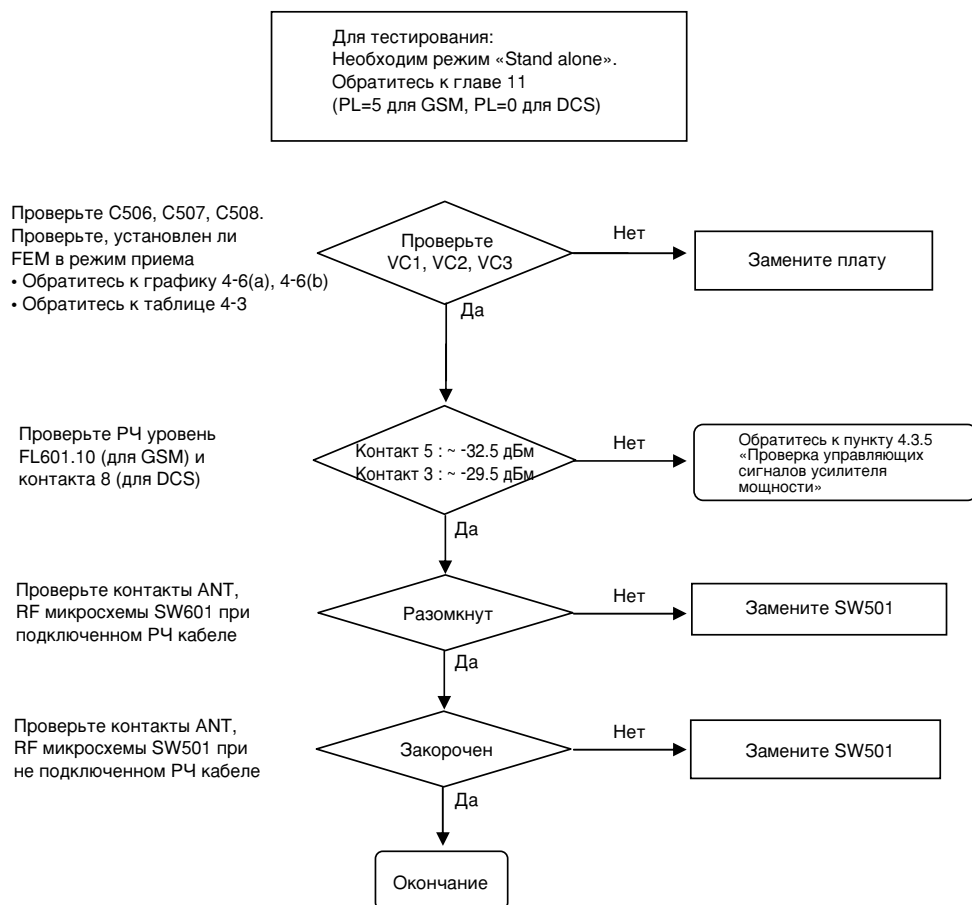 Для тестирования:
Необходим режим «Stand alone».
Обратитесь к главе 11
(PL=5 для GSM, PL=0 для DCS)
Проверьте C506, C507, C508.
Проверьте, установлен ли
FEM в режим приема
• Обратитесь к графику 4-6(a), 4-6(b)
• Обратитесь к таблице 4-3
Проверьте
VC1, VC2, VC3
Нет
Замените плату
Да
Проверьте РЧ уровень
FL601.10 (для GSM) и
контакта 8 (для DCS)
Контакт 5 : ~ -32.5 дБм
Контакт 3 : ~ -29.5 дБм
Нет
Обратитесь к пункту 4.3.5
«Проверка управляющих
сигналов усилителя
мощности»
Да
Проверьте контакты ANT,
RF микросхемы SW601 при
подключенном РЧ кабеле
Разомкнут
Нет
Замените SW501
Да
Проверьте контакты ANT,
RF микросхемы SW501 при
не подключенном РЧ кабеле
Закорочен
Нет
Замените SW501
Да
Окончание